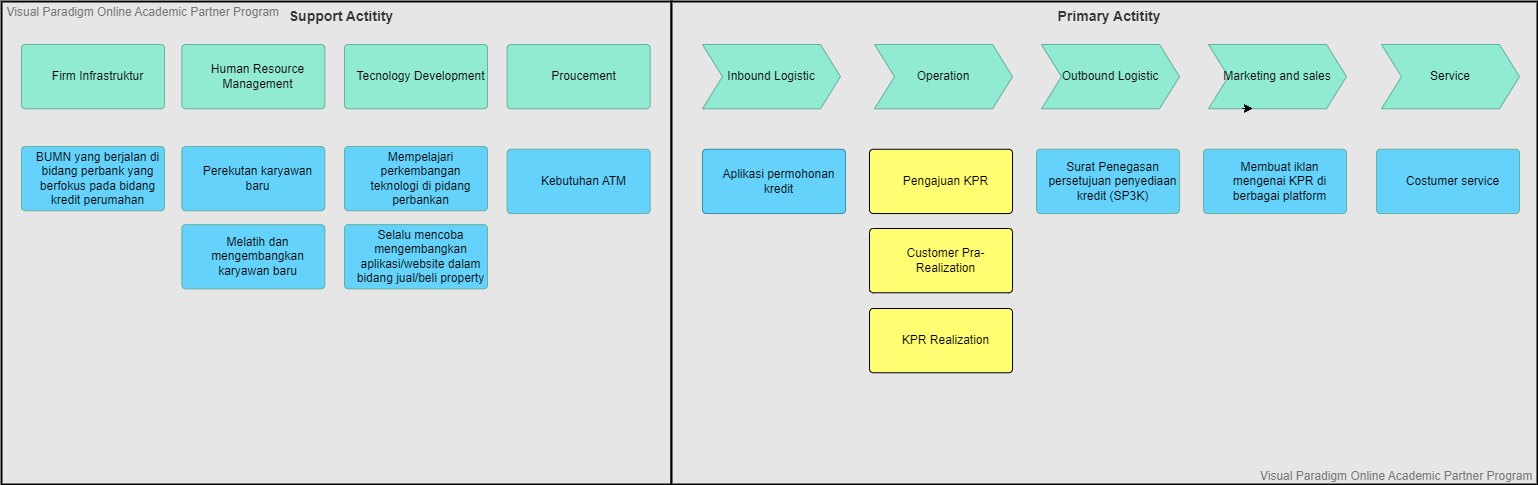 Visual Paradigm Online Academic Partner Program
Support Actitity
Primary Actitity
Firm Infrastruktur
Human Resource
Management
Tecnology Development
Proucement
Inbound Logistic
Operation
Outbound Logistic
Marketing and sales
Service
BUMN yang berjalan di
bidang perbank yang
berfokus pada bidang
kredit perumahan
Perekutan karyawan
baru
Mempelajari
perkembangan
teknologi di pidang
perbankan
Kebutuhan ATM
Aplikasi permohonan
kredit
Pengajuan KPR
Surat Penegasan
persetujuan penyediaan
kredit (SP3K)
Membuat iklan
mengenai KPR di
berbagai platform
Costumer service
Melatih dan
mengembangkan
karyawan baru
Selalu mencoba
mengembangkan
aplikasi/website dalam
bidang jual/beli property
Customer Pra-
Realization
KPR Realization
Visual Paradigm Online Academic Partner Program